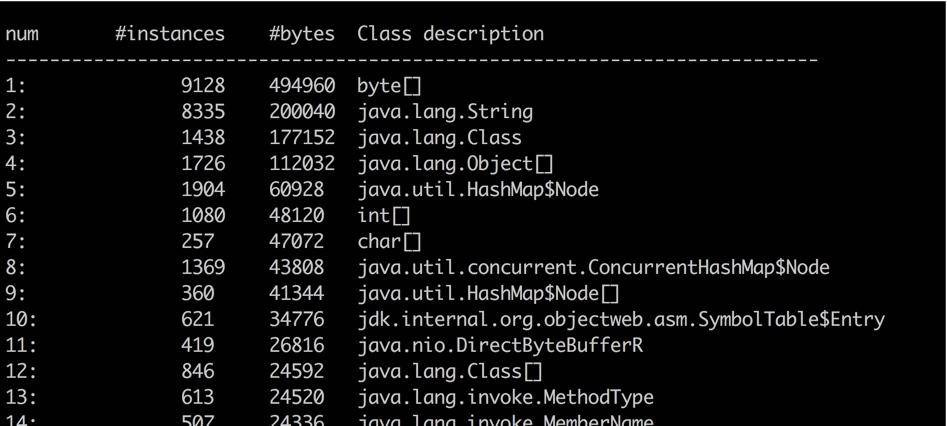 num #instances #bytes Class description
--------------------------------------------------------------------------
1: 9128 494960 byte[]
2: 8335 200040 java.lang.String
3: 1438 177152 java.lang.Class
4: 1726 112032 java.lang.Object[]
5: 1904 60928 java.util.HashMap$Node
6: 1080 48120 int[]
7: 257 47072 char[]
8: 1369 43808 java.util.concurrent.ConcurrentHashMap$Node
9: 360 41344 java.util.HashMap$Node[]
10: 621 34776 jdk.internal.org.objectweb.asm.SymbolTable$Entry
11: 419 26816 java.nio.DirectByteBufferR
12: 846 24592 java.lang.Class[]
13: 613 24520 java.lang.invoke.MethodType
14: 507 24336 java.lang.invoke.MemberName